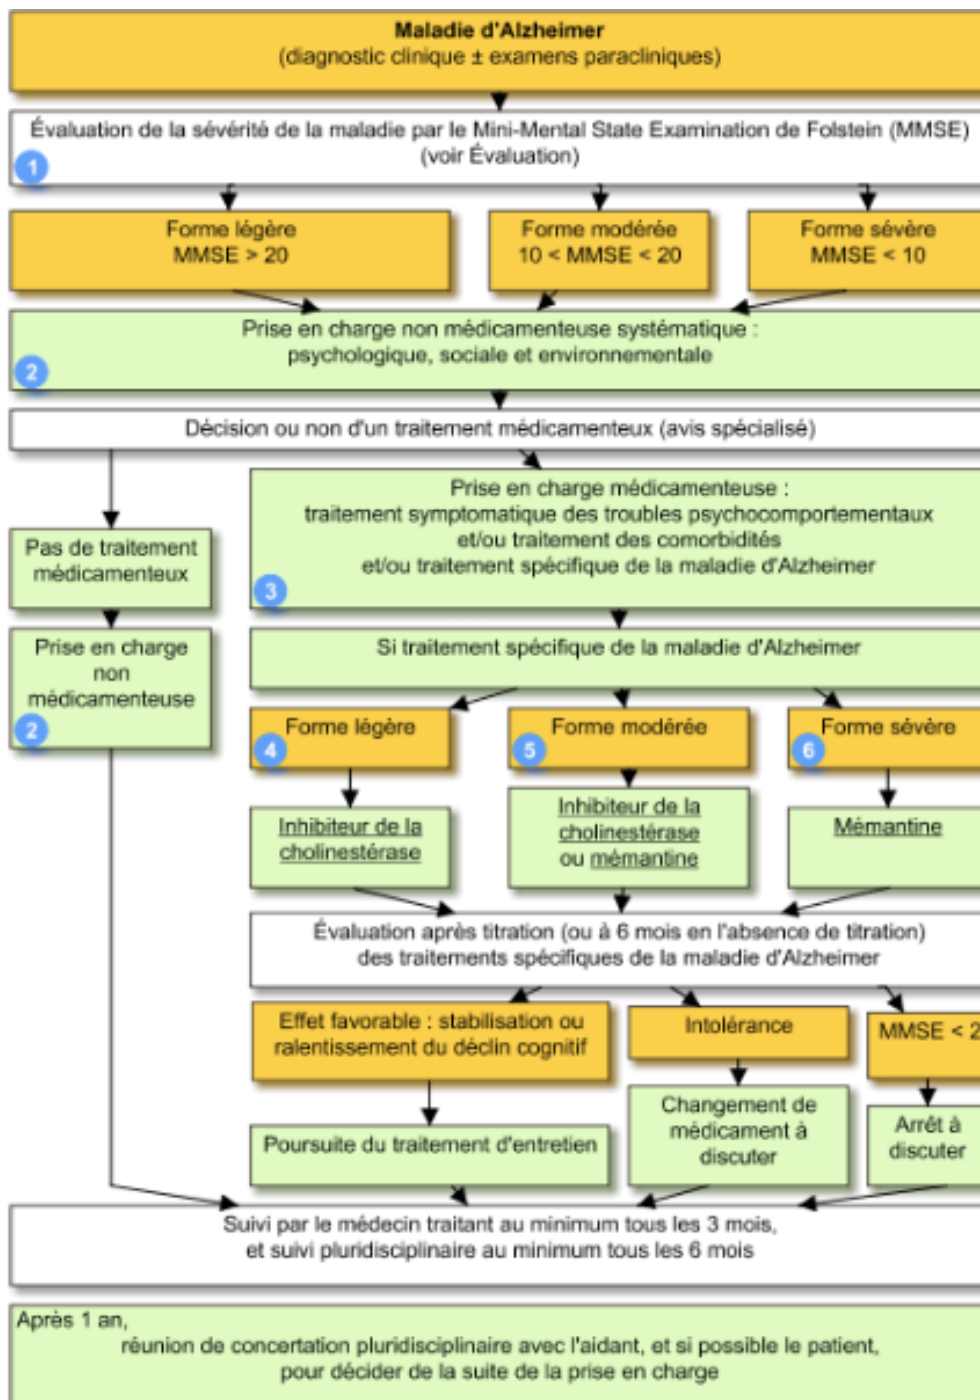 Maladie d'Alzheimer
(diagnostic clinique ± examens paracliniques)
Évaluation de la sévérité de la maladie par le Mini-Mental State Examination de Folstein (MMSE)
(voir Évaluation)
1
Forme légère
MMSE > 20
Forme modérée
10 < MMSE < 20
Forme sévère
MMSE < 10
Prise en charge non médicamenteuse systématique :
psychologique, sociale et environnementale
2
Décision ou non d'un traitement médicamenteux (avis spécialisé)
Pas de traitement
médicamenteux
Prise en charge
non
médicamenteuse
2
Prise en charge médicamenteuse :
traitement symptomatique des troubles psychocomportementaux
et/ou traitement des comorbidités
et/ou traitement spécifique de la maladie d'Alzheimer
3
Si traitement spécifique de la maladie d'Alzheimer
Forme légère
4
Forme modérée
5
Forme sévère
6
Inhibiteur de la
cholinestérase
Inhibiteur de la
cholinestérase
ou mémantine
Mémantine
Évaluation après titration (ou à 6 mois en l'absence de titration)
des traitements spécifiques de la maladie d'Alzheimer
Effet favorable : stabilisation ou
ralentissement du déclin cognitif
Intolérance
MMSE < 2
Poursuite du traitement d'entretien
Changement de
médicament à
discuter
Arrêt à
discuter
Suivi par le médecin traitant au minimum tous les 3 mois,
et suivi pluridisciplinaire au minimum tous les 6 mois
Après 1 an,
réunion de concertation pluridisciplinaire avec l'aidant, et si possible le patient,
pour décider de la suite de la prise en charge